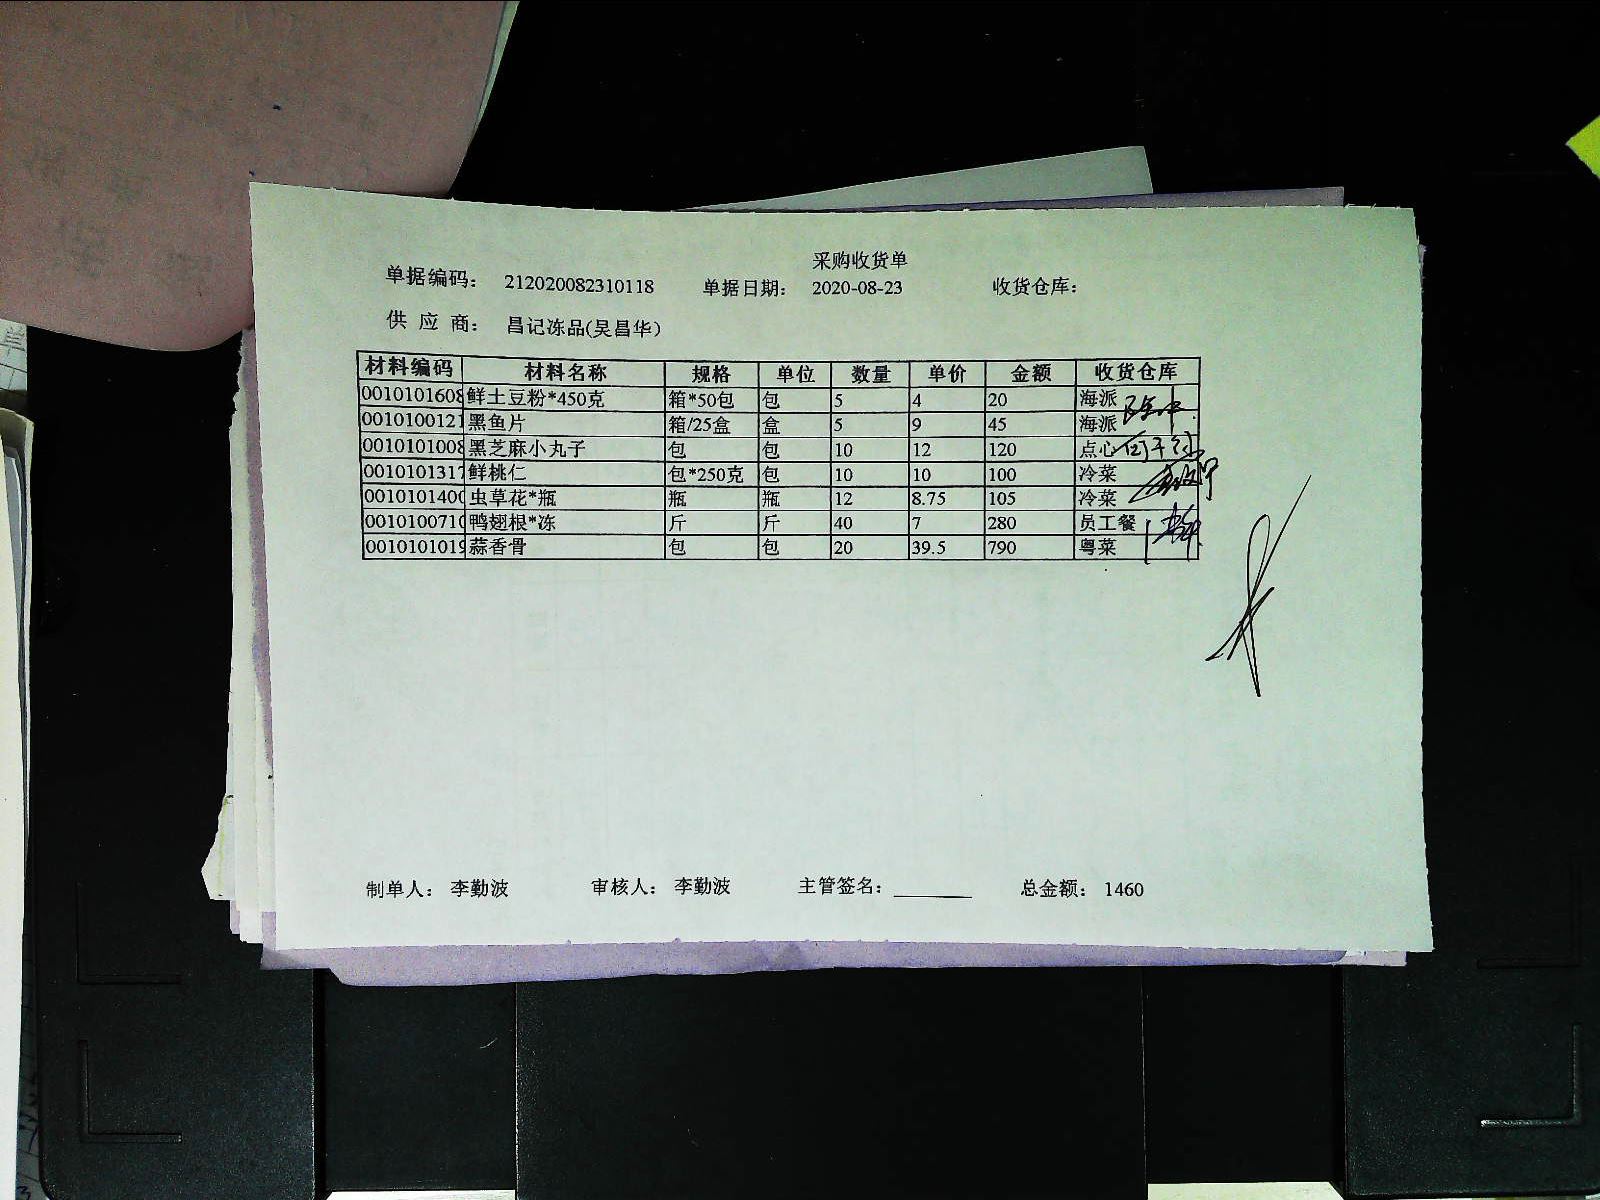 采购收货单
单据编码： 212020082310118 单据日期： 2020-08-23 收货仓库：
供 应 商： 昌记冻品(吴昌华)
材料编码 材料名称 规格 单位 数量 单价 金额 收货仓库
0010101608 鲜土豆粉*450克 箱*50包 包 5 4 20 海派
0010100121 黑鱼片 箱/25盒 盒 5 9 45 海派
0010101008 黑芝麻小丸子 包 包 10 12 120 点心
0010101317 鲜桃仁 包*250克 包 10 10 100 冷菜
0010101400 虫草花*瓶 瓶 瓶 12 8.75 105 冷菜
0010100710 鸭翅根*冻 斤 斤 40 7 280 员工餐
0010101019 蒜香骨 包 包 20 39.5 790 粤菜
制单人： 李勤波 审核人： 李勤波 主管签名： 总金额： 1460